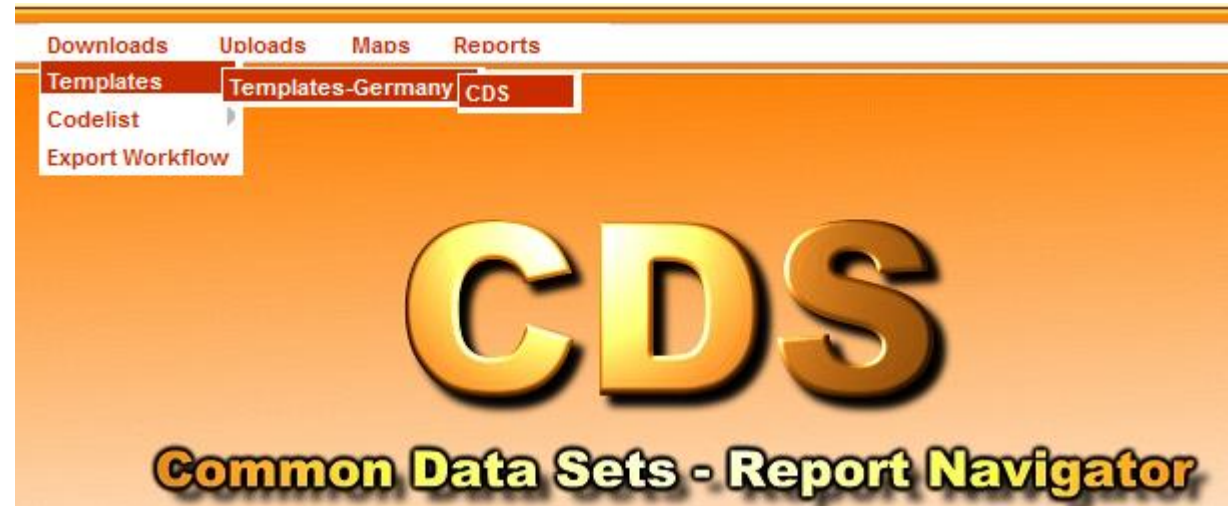 Downloads Uploads Maps Reports
Templates Templates-Germany CDS
Codelist
Export Workflow
CDS
Common Data Sets - Report Navigator